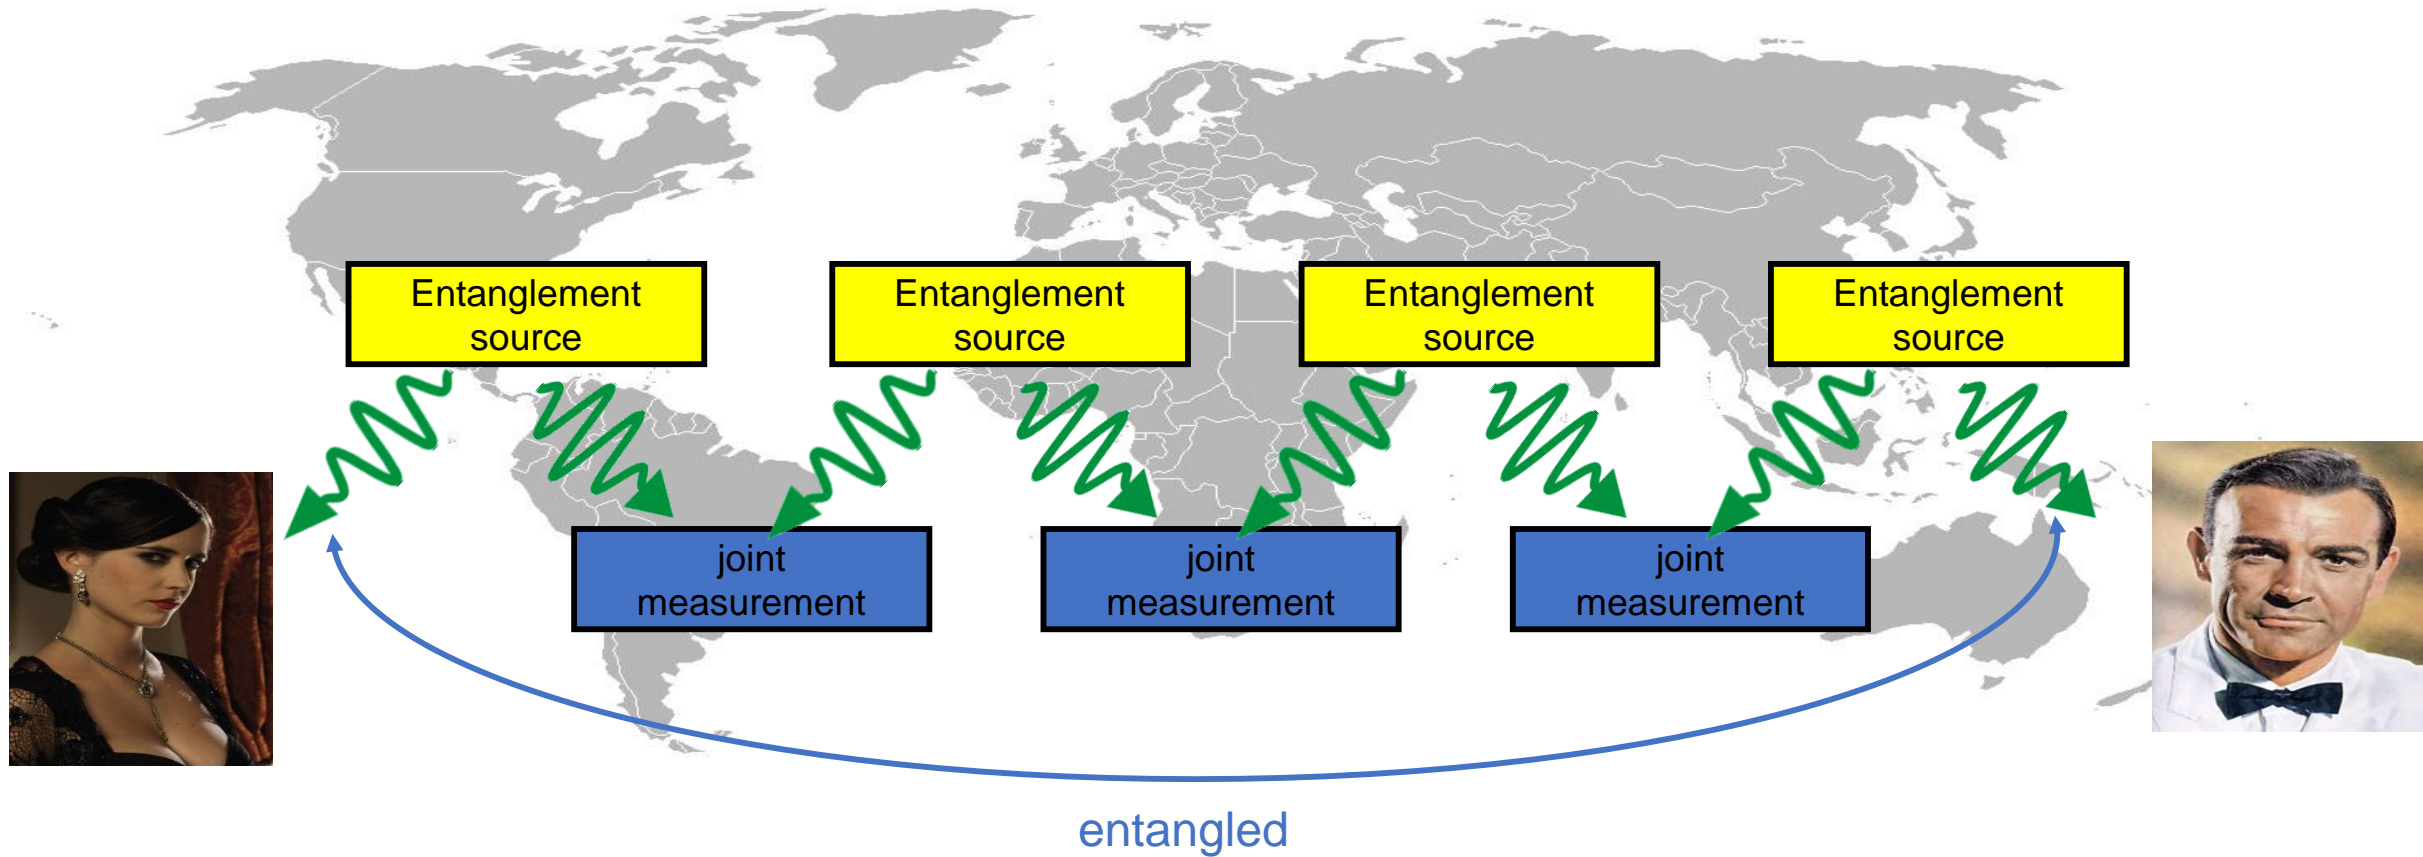 Entanglement
source
Entanglement
source
Entanglement
source
Entanglement
source
joint
measurement
joint
measurement
joint
measurement
entangled